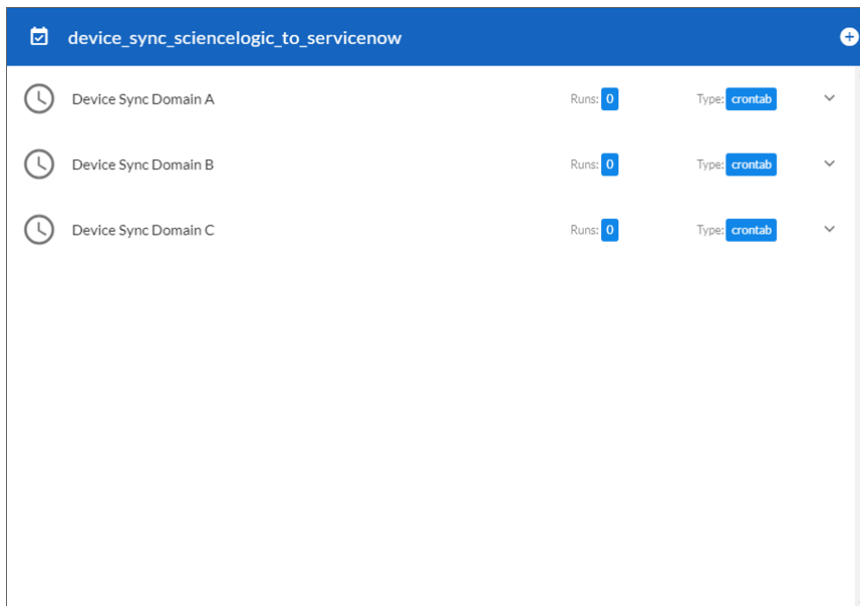 device_sync_sciencelogic_to_servicenow
Device Sync Domain A Runs: 0 Type: crontab
Device Sync Domain B Runs: 0 Type: crontab
Device Sync Domain C Runs: 0 Type: crontab